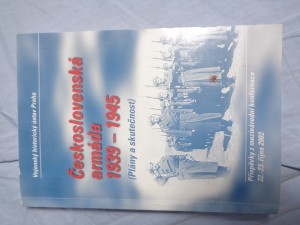 Vojenský historický ústav Praha
Československá
armáda
1939 – 1945
(Plány a skutečnost)
Příspěvky z mezinárodní konference
22.-23. října 2002